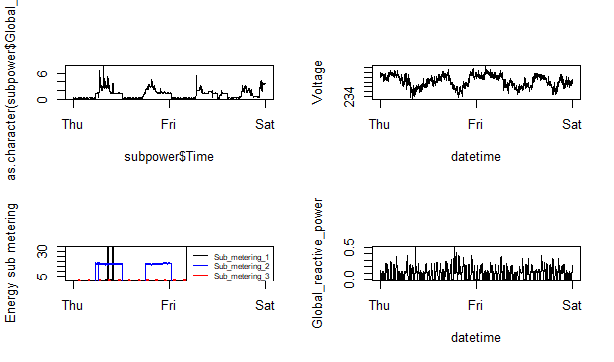 as.character(subpower$Global_
6
0
Thu Fri Sat
subpower$Time
Voltage
234
Thu Fri Sat
datetime
Energy sub metering
30
5
Sub_metering_1
Sub_metering_2
Sub_metering_3
Thu Fri Sat
Global_reactive_power
0.5
0.0
Thu Fri Sat
datetime